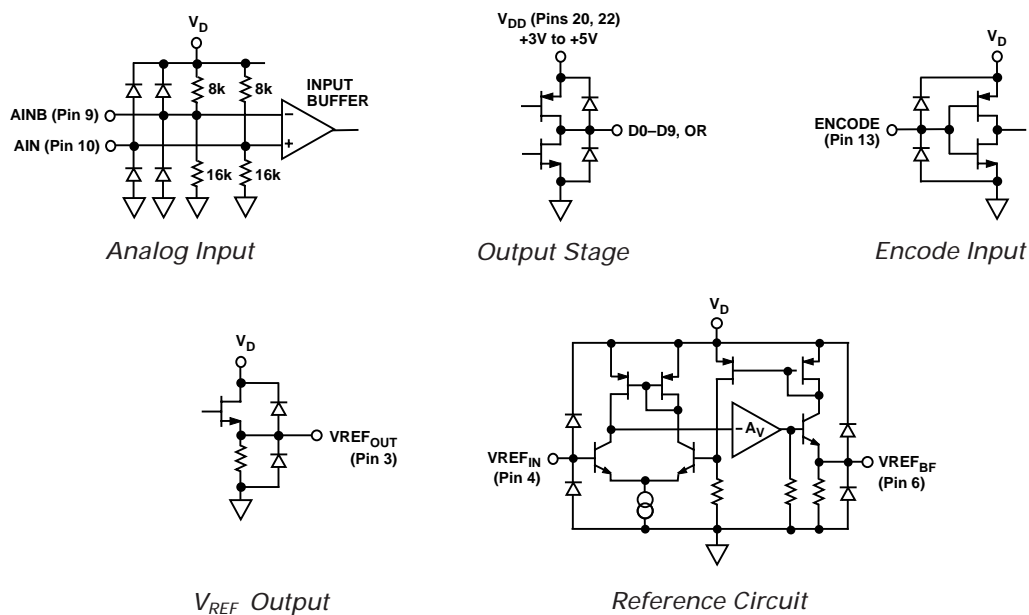 V_D
8k 8k
INPUT
BUFFER
AINB (Pin 9)
–
AIN (Pin 10)
+
16k 16k
Analog Input
V_DD (Pins 20, 22)
+3V to +5V
D0–D9, OR
Output Stage
V_D
ENCODE
(Pin 13)
Encode Input
V_D
VREF_OUT
(Pin 3)
V_REF Output
V_D
–A_V
VREF_IN
(Pin 4)
VREF_BF
(Pin 6)
Reference Circuit